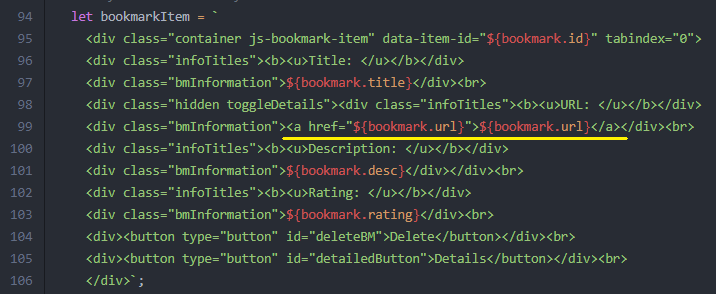 94 let bookmarkItem = `
95 <div class="container js-bookmark-item" data-item-id="${bookmark.id}" tabindex="0">
96 <div class="infoTitles"><b><u>Title: </u></b></div>
97 <div class="bmInformation">${bookmark.title}</div><br>
98 <div class="hidden toggleDetails"><div class="infoTitles"><b><u>URL: </u></b></div>
99 <div class="bmInformation"><a href="${bookmark.url}">${bookmark.url}</a></div><br>
100 <div class="infoTitles"><b><u>Description: </u></b></div>
101 <div class="bmInformation">${bookmark.desc}</div></div><br>
102 <div class="infoTitles"><b><u>Rating: </u></b></div>
103 <div class="bmInformation">${bookmark.rating}</div><br>
104 <div><button type="button" id="deleteBM">Delete</button></div><br>
105 <div><button type="button" id="detailedButton">Details</button></div><br>
106 </div>`;